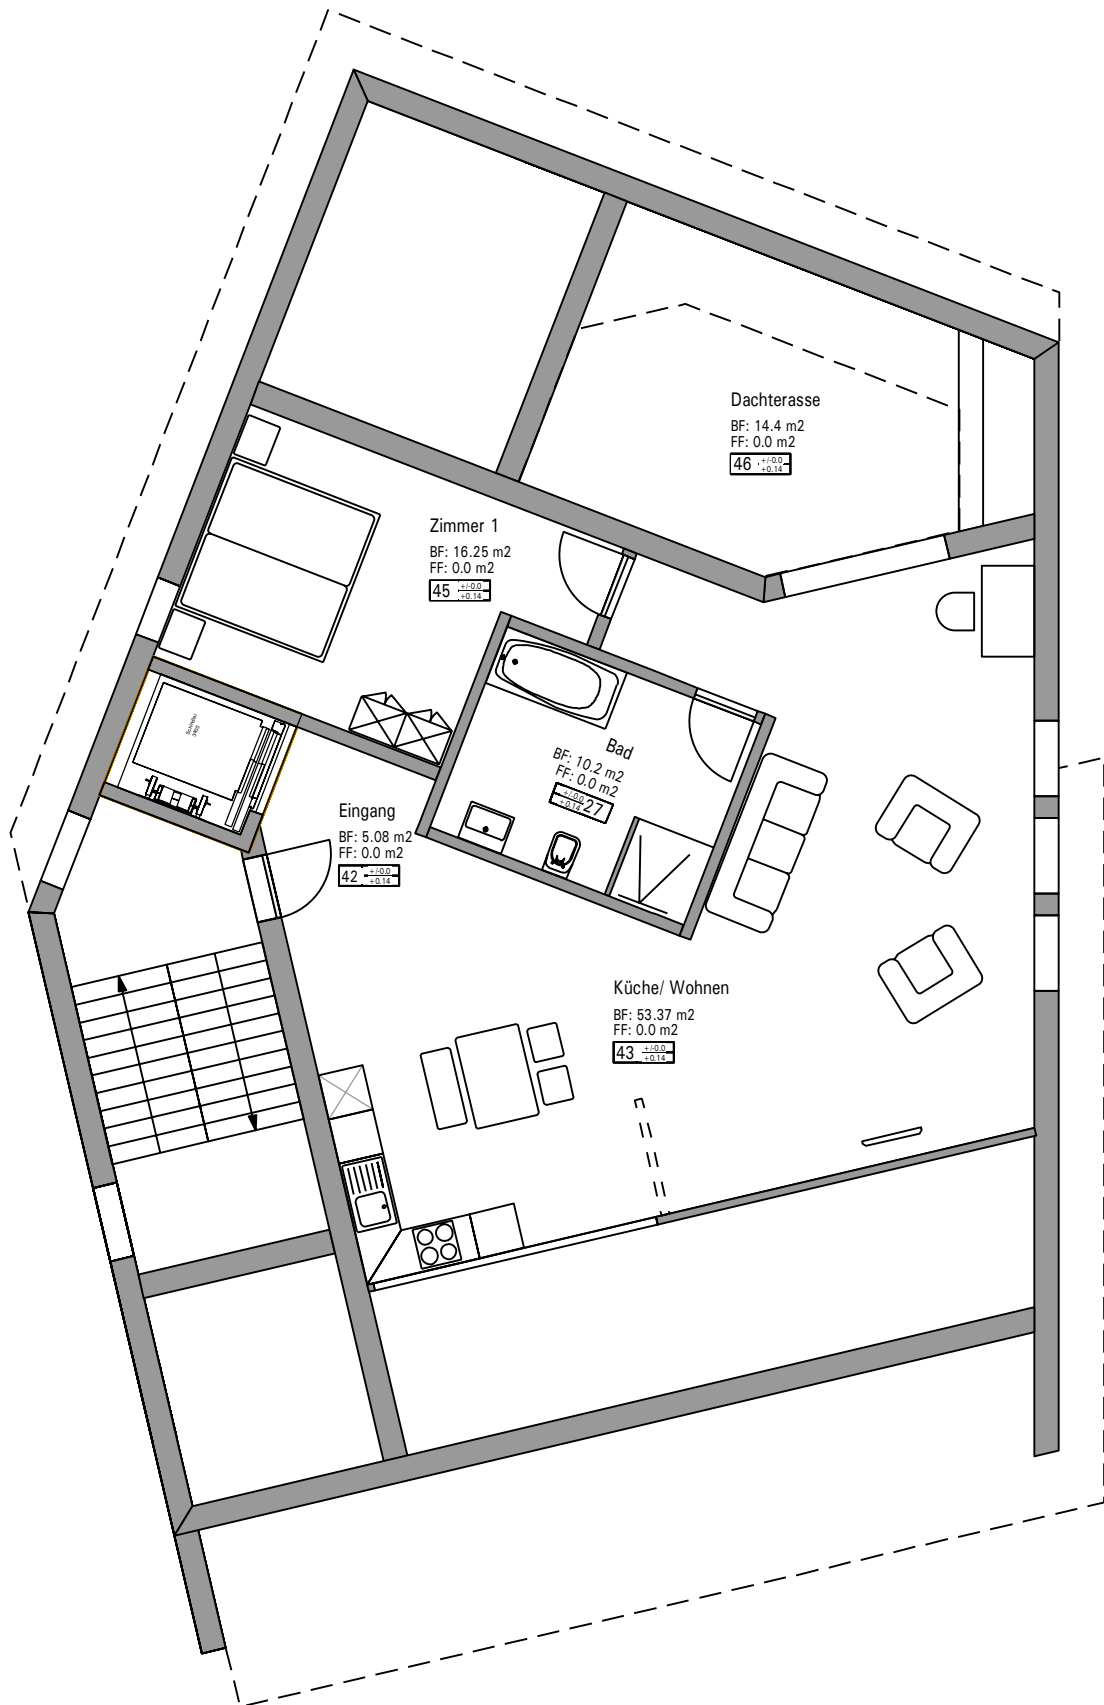 Dachterasse
BF: 14.4 m2
FF: 0.0 m2
46 +/-0.0
+0.14
Zimmer 1
BF: 16.25 m2
FF: 0.0 m2
45 +/-0.0
+0.14
Schindler
3400
Bad
BF: 10.2 m2
FF: 0.0 m2
+/-0.0 27
+0.14
Eingang
BF: 5.08 m2
FF: 0.0 m2
42 +/-0.0
+0.14
Küche/ Wohnen
BF: 53.37 m2
FF: 0.0 m2
43 +/-0.0
+0.14